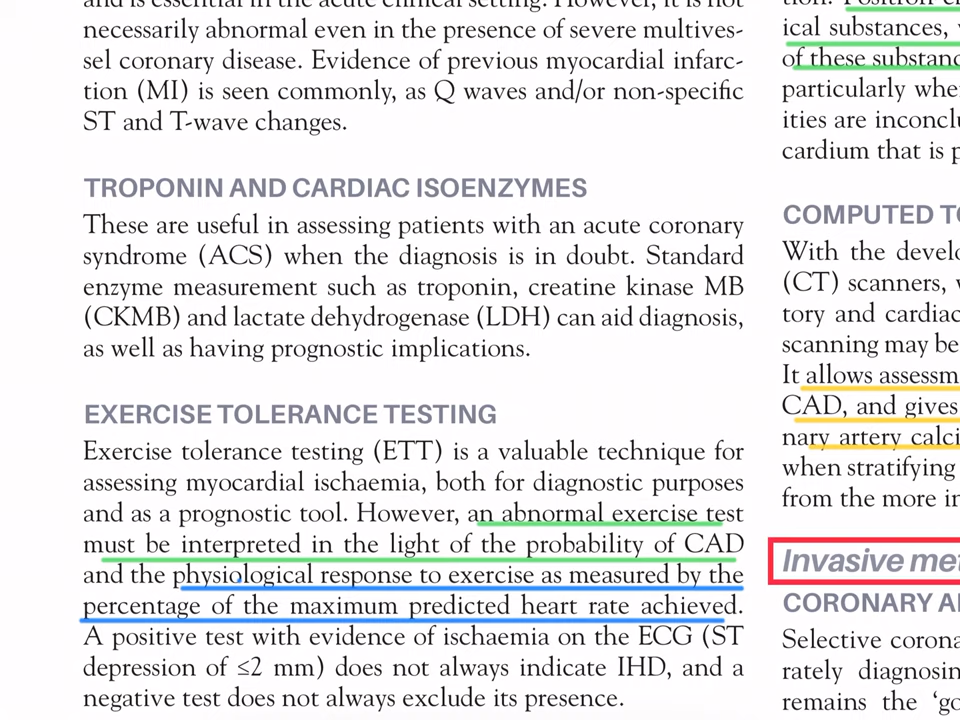 and is essential in the acute clinical setting. However, it is not
necessarily abnormal even in the presence of severe multives-
sel coronary disease. Evidence of previous myocardial infarc-
tion (MI) is seen commonly, as Q waves and/or non-specific
ST and T-wave changes.
TROPONIN AND CARDIAC ISOENZYMES
These are useful in assessing patients with an acute coronary
syndrome (ACS) when the diagnosis is in doubt. Standard
enzyme measurement such as troponin, creatine kinase MB
(CKMB) and lactate dehydrogenase (LDH) can aid diagnosis,
as well as having prognostic implications.
EXERCISE TOLERANCE TESTING
Exercise tolerance testing (ETT) is a valuable technique for
assessing myocardial ischaemia, both for diagnostic purposes
and as a prognostic tool. However, an abnormal exercise test
must be interpreted in the light of the probability of CAD
and the physiological response to exercise as measured by the
percentage of the maximum predicted heart rate achieved.
A positive test with evidence of ischaemia on the ECG (ST
depression of ≤2 mm) does not always indicate IHD, and a
negative test does not always exclude its presence.
ical substances,
of these substanc
particularly whe
ities are inconclu
cardium that is p
COMPUTED TO
With the develo
(CT) scanners,
tory and cardiac
scanning may be
It allows assessm
CAD, and gives
nary artery calci
when stratifying
from the more in
Invasive met
CORONARY A
Selective corona
rately diagnosin
remains the 'go